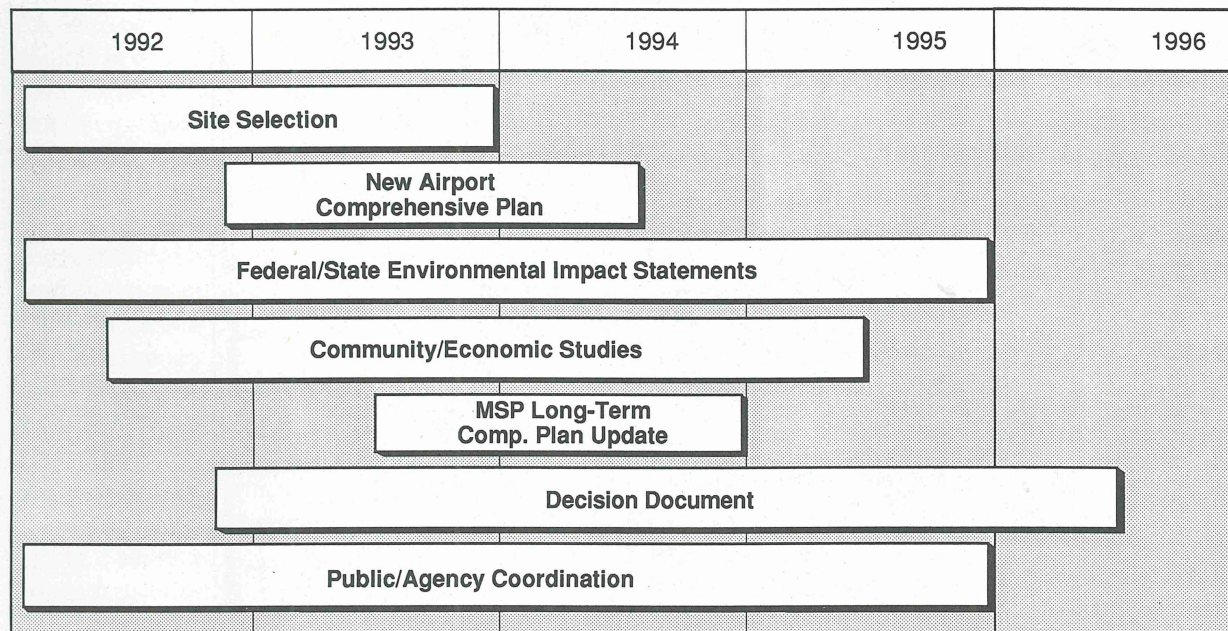 1992 1993 1994 1995 1996
Site Selection
New Airport
Comprehensive Plan
Federal/State Environmental Impact Statements
Community/Economic Studies
MSP Long-Term
Comp. Plan Update
Decision Document
Public/Agency Coordination